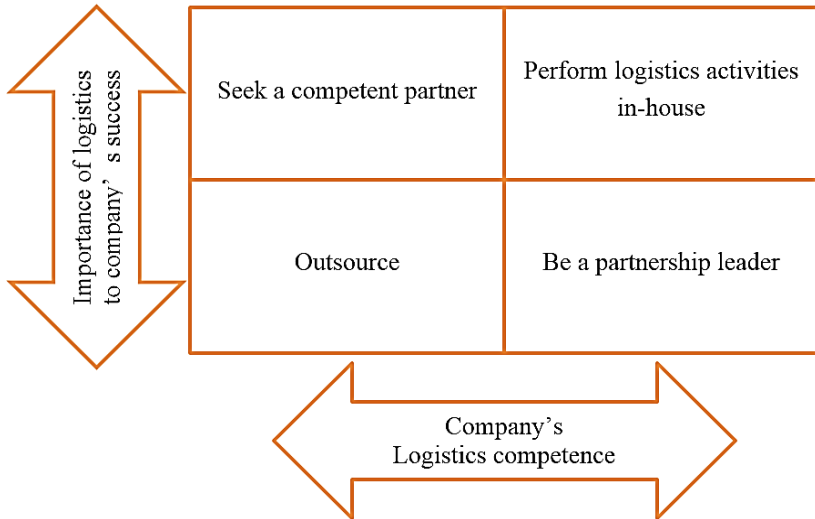 Importance of logistics
to company’ s success
Seek a competent partner
Perform logistics activities
in-house
Outsource
Be a partnership leader
Company’s
Logistics competence